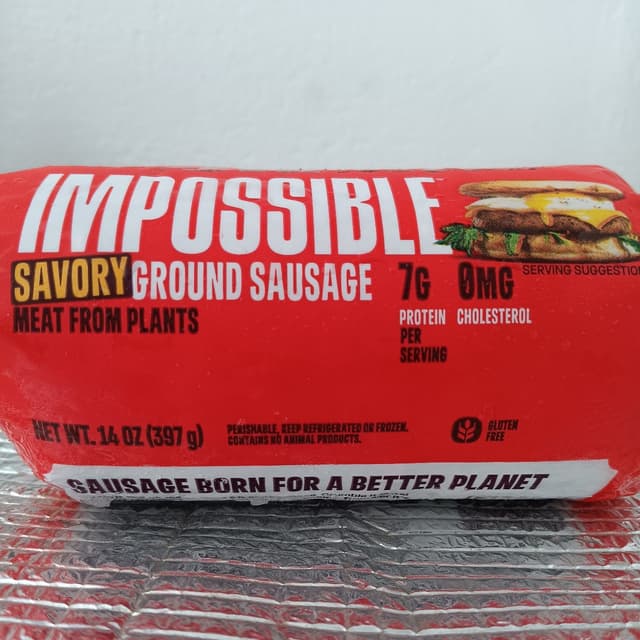 IMPOSSIBLE
SAVORY GROUND SAUSAGE
MEAT FROM PLANTS
7G 0MG
PROTEIN CHOLESTEROL
PER
SERVING
SERVING SUGGESTIO
NET WT. 14 OZ (397 g)
PERISHABLE, KEEP REFRIGERATED OR FROZEN.
CONTAINS NO ANIMAL PRODUCTS.
GLUTEN
FREE
SAUSAGE BORN FOR A BETTER PLANET